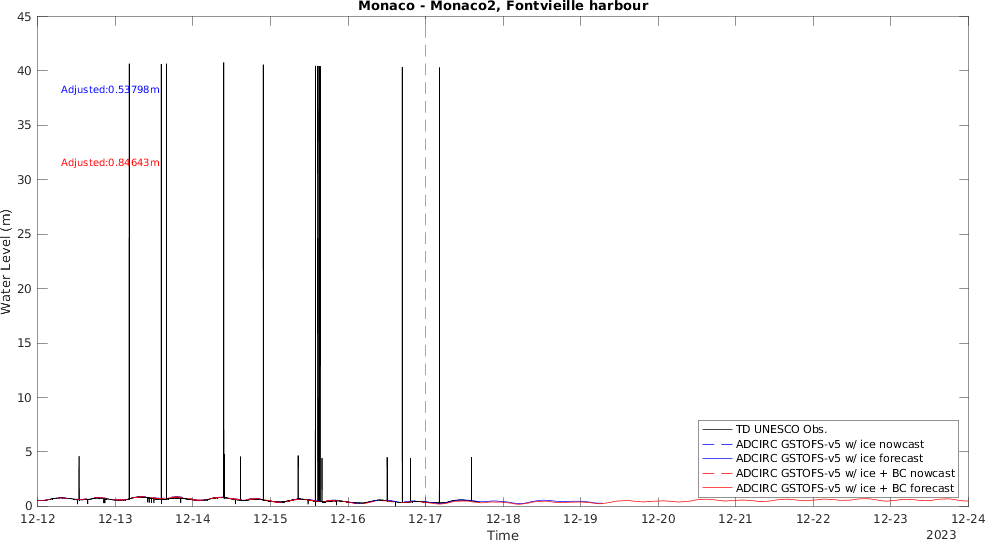 Monaco - Monaco2, Fontvieille harbour
45
40
35
30
25
20
15
10
5
0
Water Level (m)
Adjusted:0.53798m
Adjusted:0.84643m
TD UNESCO Obs.
ADCIRC GSTOFS-v5 w/ ice nowcast
ADCIRC GSTOFS-v5 w/ ice forecast
ADCIRC GSTOFS-v5 w/ ice + BC nowcast
ADCIRC GSTOFS-v5 w/ ice + BC forecast
12-12 12-13 12-14 12-15 12-16 12-17 12-18 12-19 12-20 12-21 12-22 12-23 12-24
Time
2023